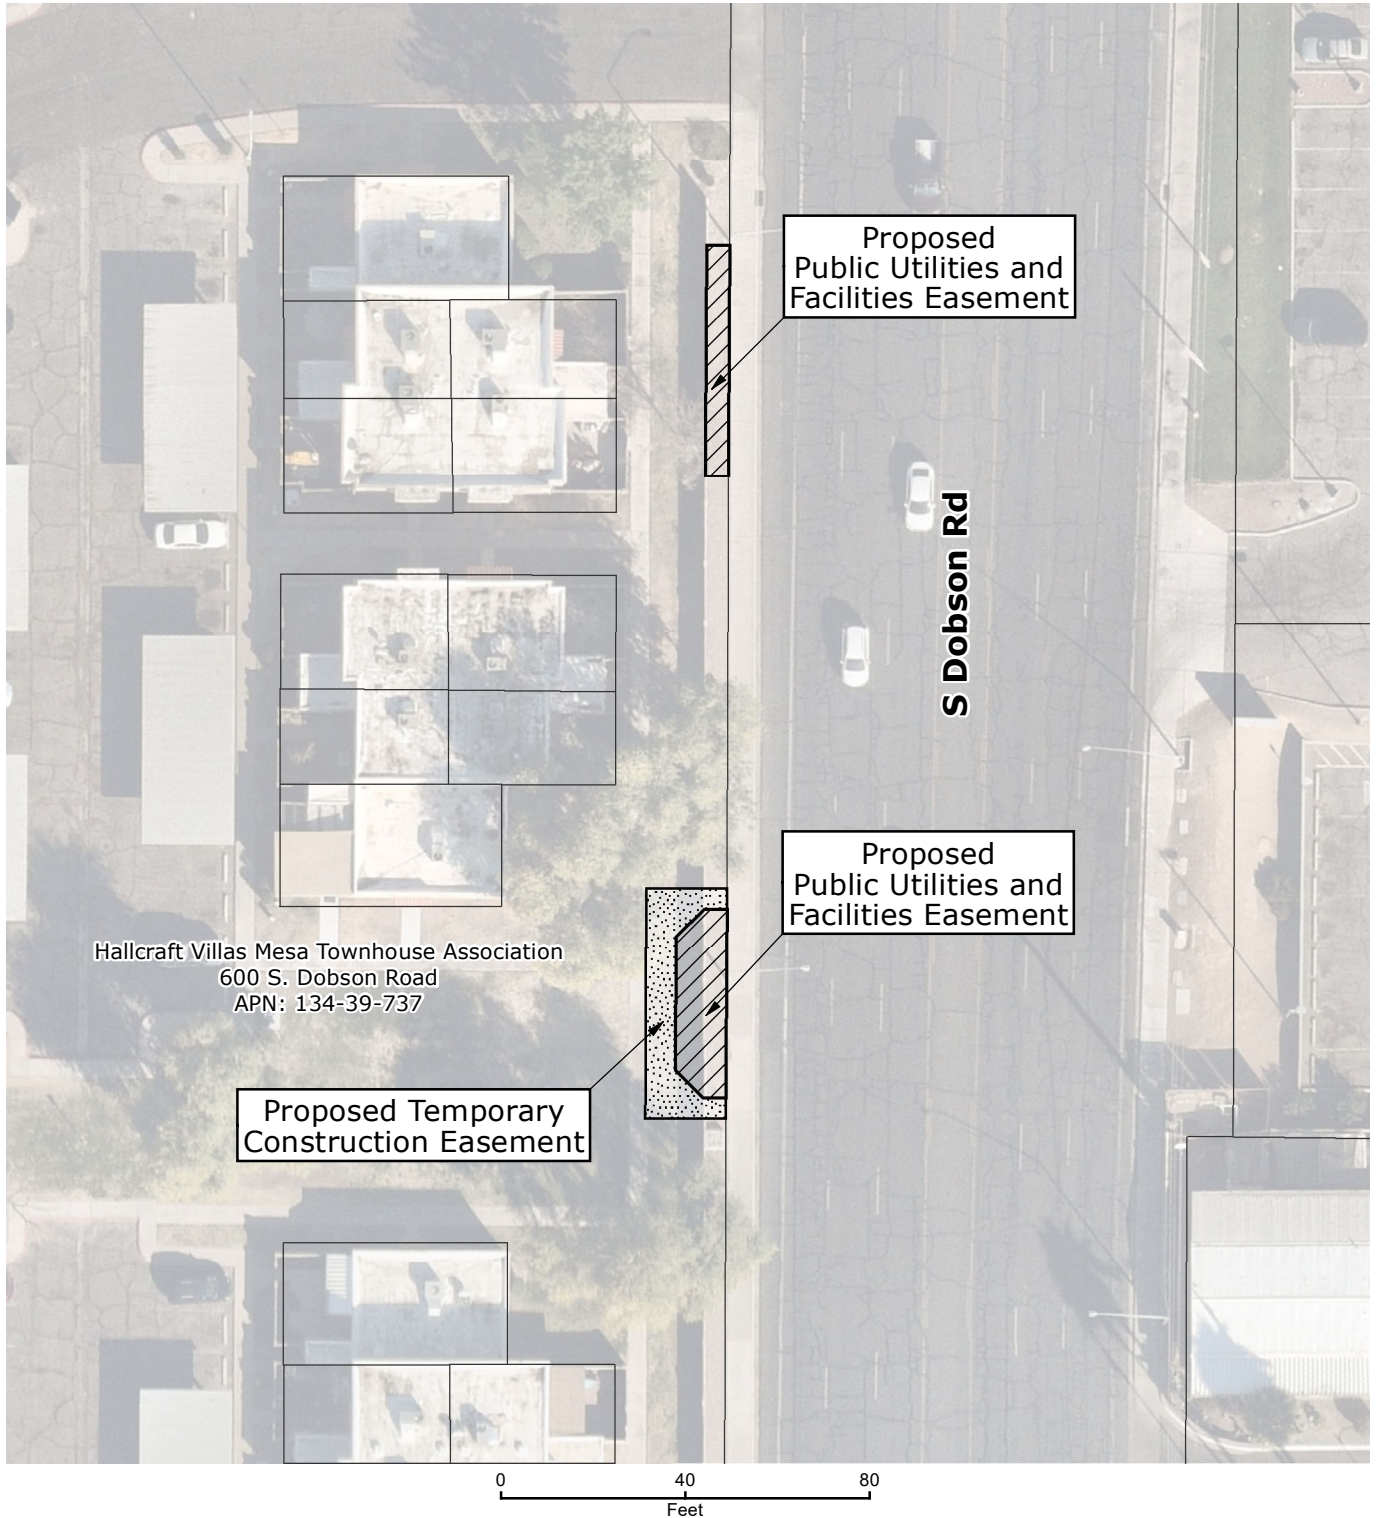 Proposed
Public Utilities and
Facilities Easement
S Dobson Rd
Proposed
Public Utilities and
Facilities Easement
Hallcraft Villas Mesa Townhouse Association
600 S. Dobson Road
APN: 134-39-737
Proposed Temporary
Construction Easement
0 40 80
Feet